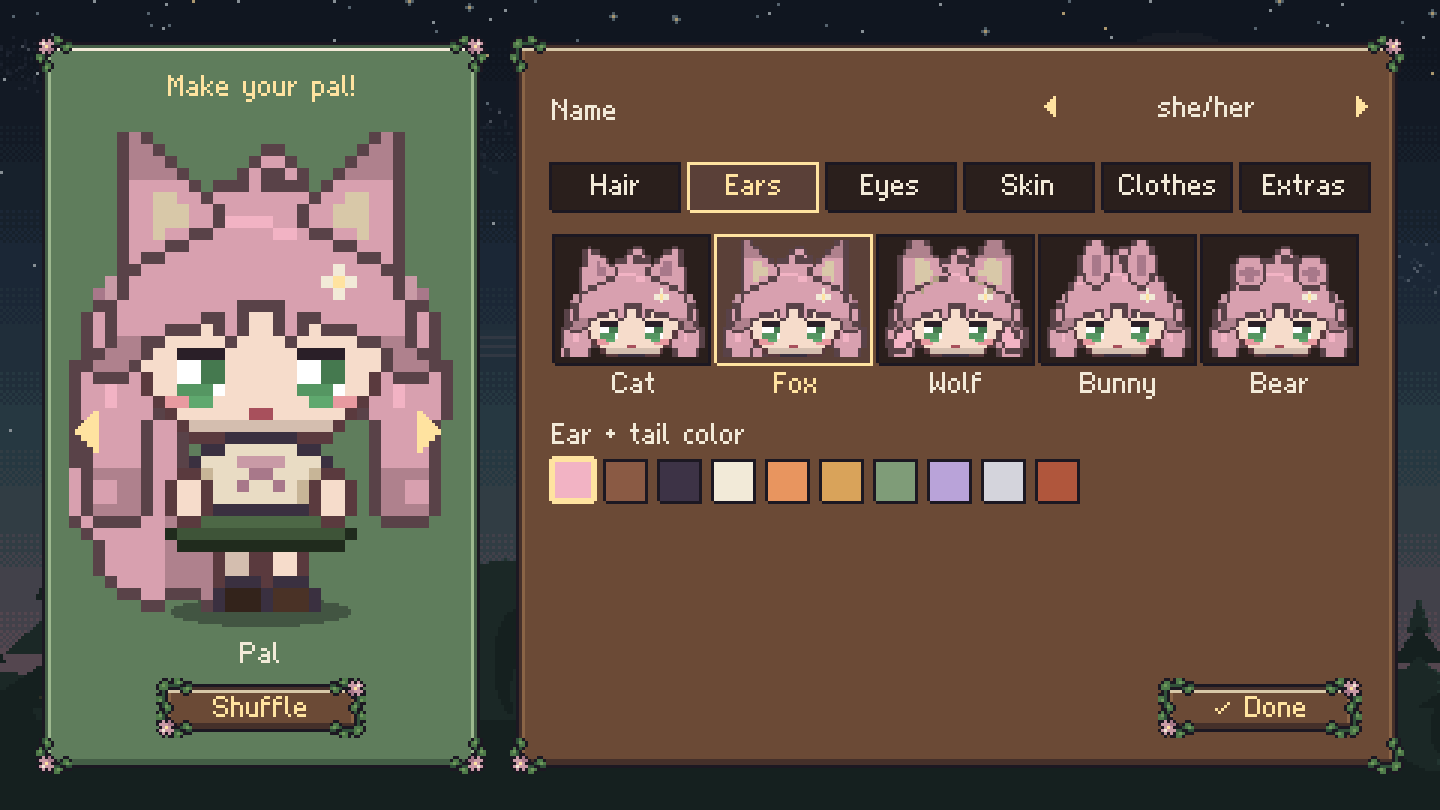 Make your pal!
Pal
Shuffle
Name
she/her
Hair
Ears
Eyes
Skin
Clothes
Extras
Cat
Fox
Wolf
Bunny
Bear
Ear + tail color
✓ Done